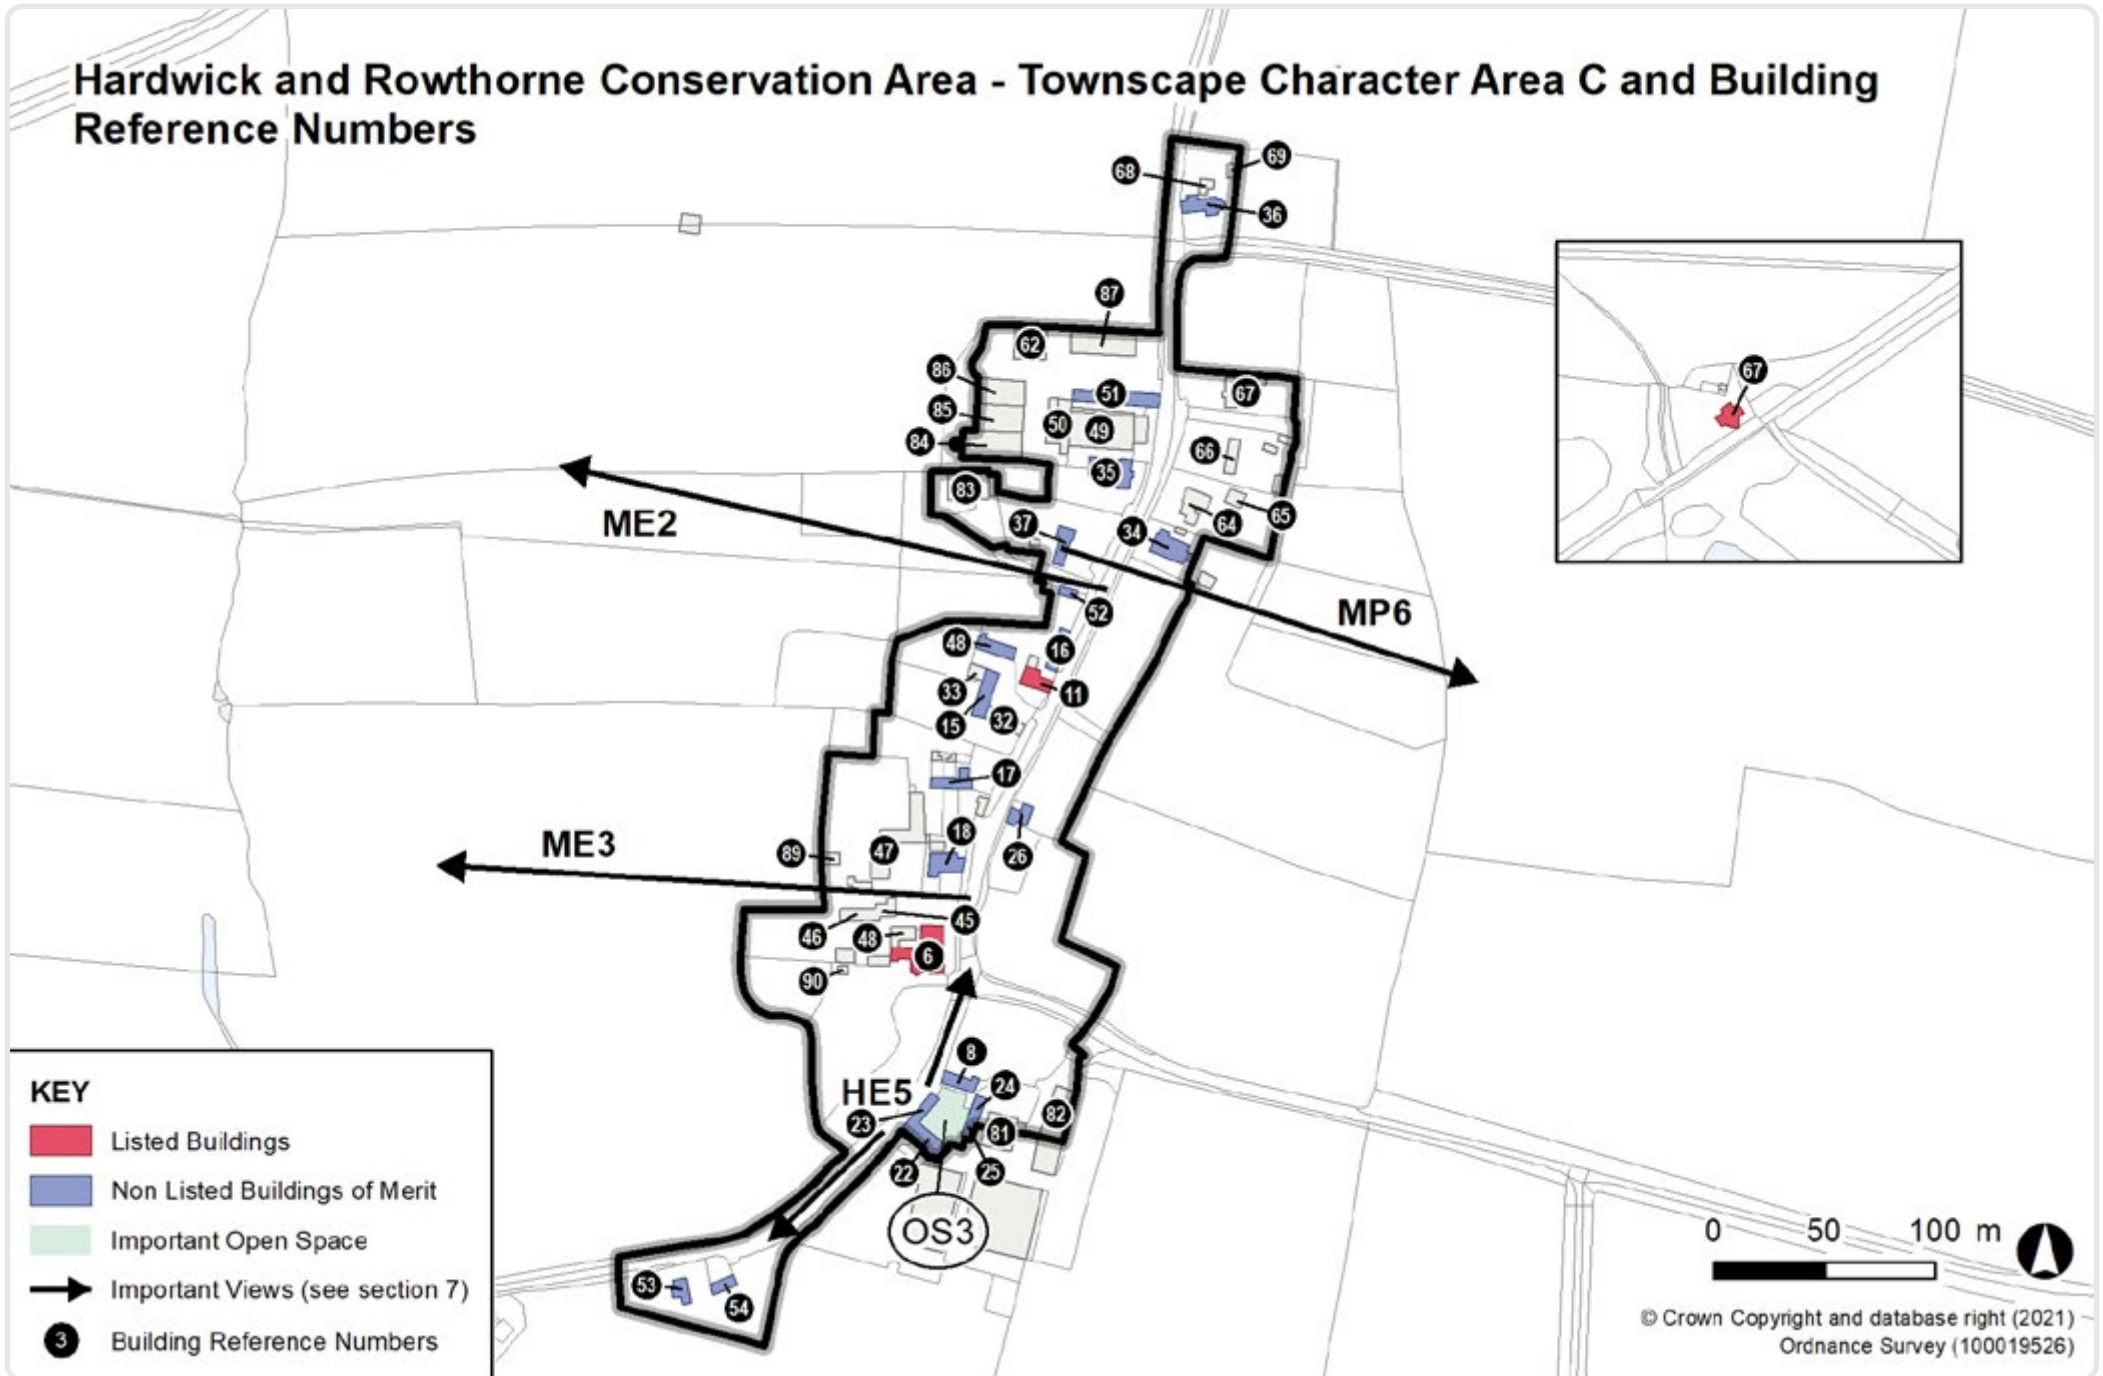 Hardwick and Rowthorne Conservation Area - Townscape Character Area C and Building
Reference Numbers
69
68
36
87
62
86
51
67
67
85
50
49
84
66
35
83
65
37
64
ME2
34
52
MP6
48
16
33
11
15
32
17
ME3
18
89
47
26
45
46
48
6
90
8
24
HE5
82
23
81
22
25
OS3
53
54
KEY
Listed Buildings
Non Listed Buildings of Merit
Important Open Space
Important Views (see section 7)
3 Building Reference Numbers
0 50 100 m
© Crown Copyright and database right (2021)
Ordnance Survey (100019526)